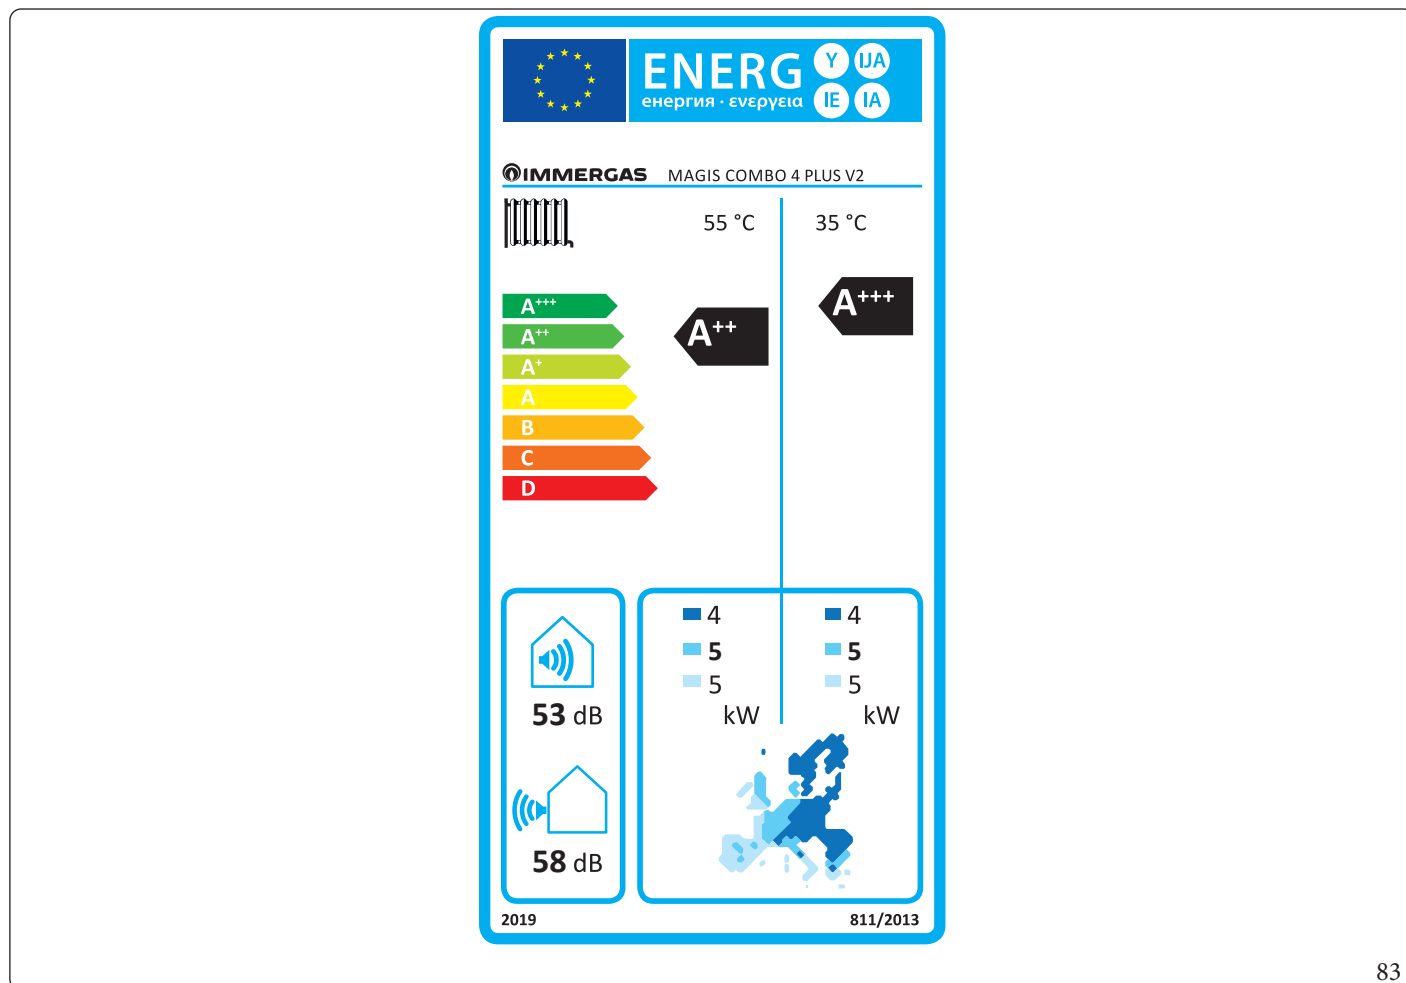 ENERG Y IJA
енергия · ενεργεια IE IA
IMMERGAS MAGIS COMBO 4 PLUS V2
55 °C 35 °C
A+++
A++
A+
A
B
C
D
A++
A+++
53 dB
58 dB
4 4
5 5
5 5
kW kW
2019 811/2013
83